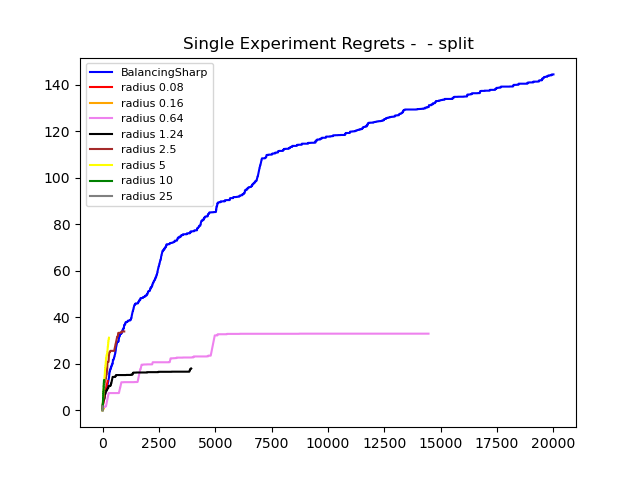 Single Experiment Regrets -  - split
BalancingSharp
radius 0.08
radius 0.16
radius 0.64
radius 1.24
radius 2.5
radius 5
radius 10
radius 25
140
120
100
80
60
40
20
0
0 2500 5000 7500 10000 12500 15000 17500 20000